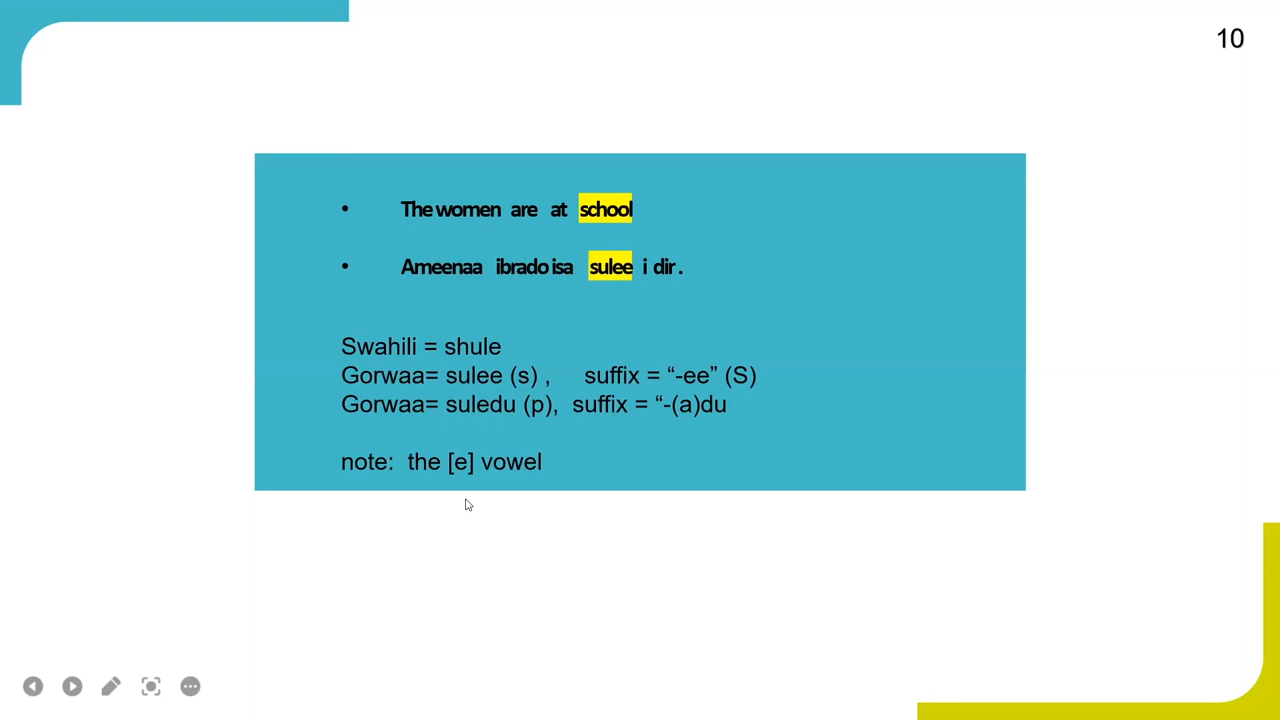 10
• The women are at school
• Ameenaa ibrado isa sulee i dir .
Swahili = shule
Gorwaa= sulee (s) , suffix = “-ee” (S)
Gorwaa= suledu (p), suffix = “-(a)du
note: the [e] vowel